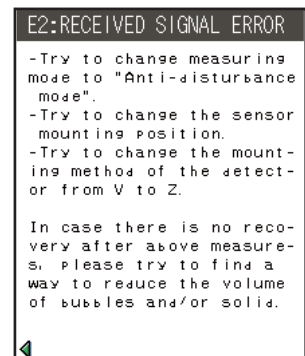 E2:RECEIVED SIGNAL ERROR
-Try to change measuring
mode to "Anti-disturbance
mode".
-Try to change the sensor
mounting position.
-Try to change the mount-
ing method of the detect-
or from V to Z.
In case there is no reco-
very after above measure-
s, please try to find a
way to reduce the volume
of bubbles and/or solid.